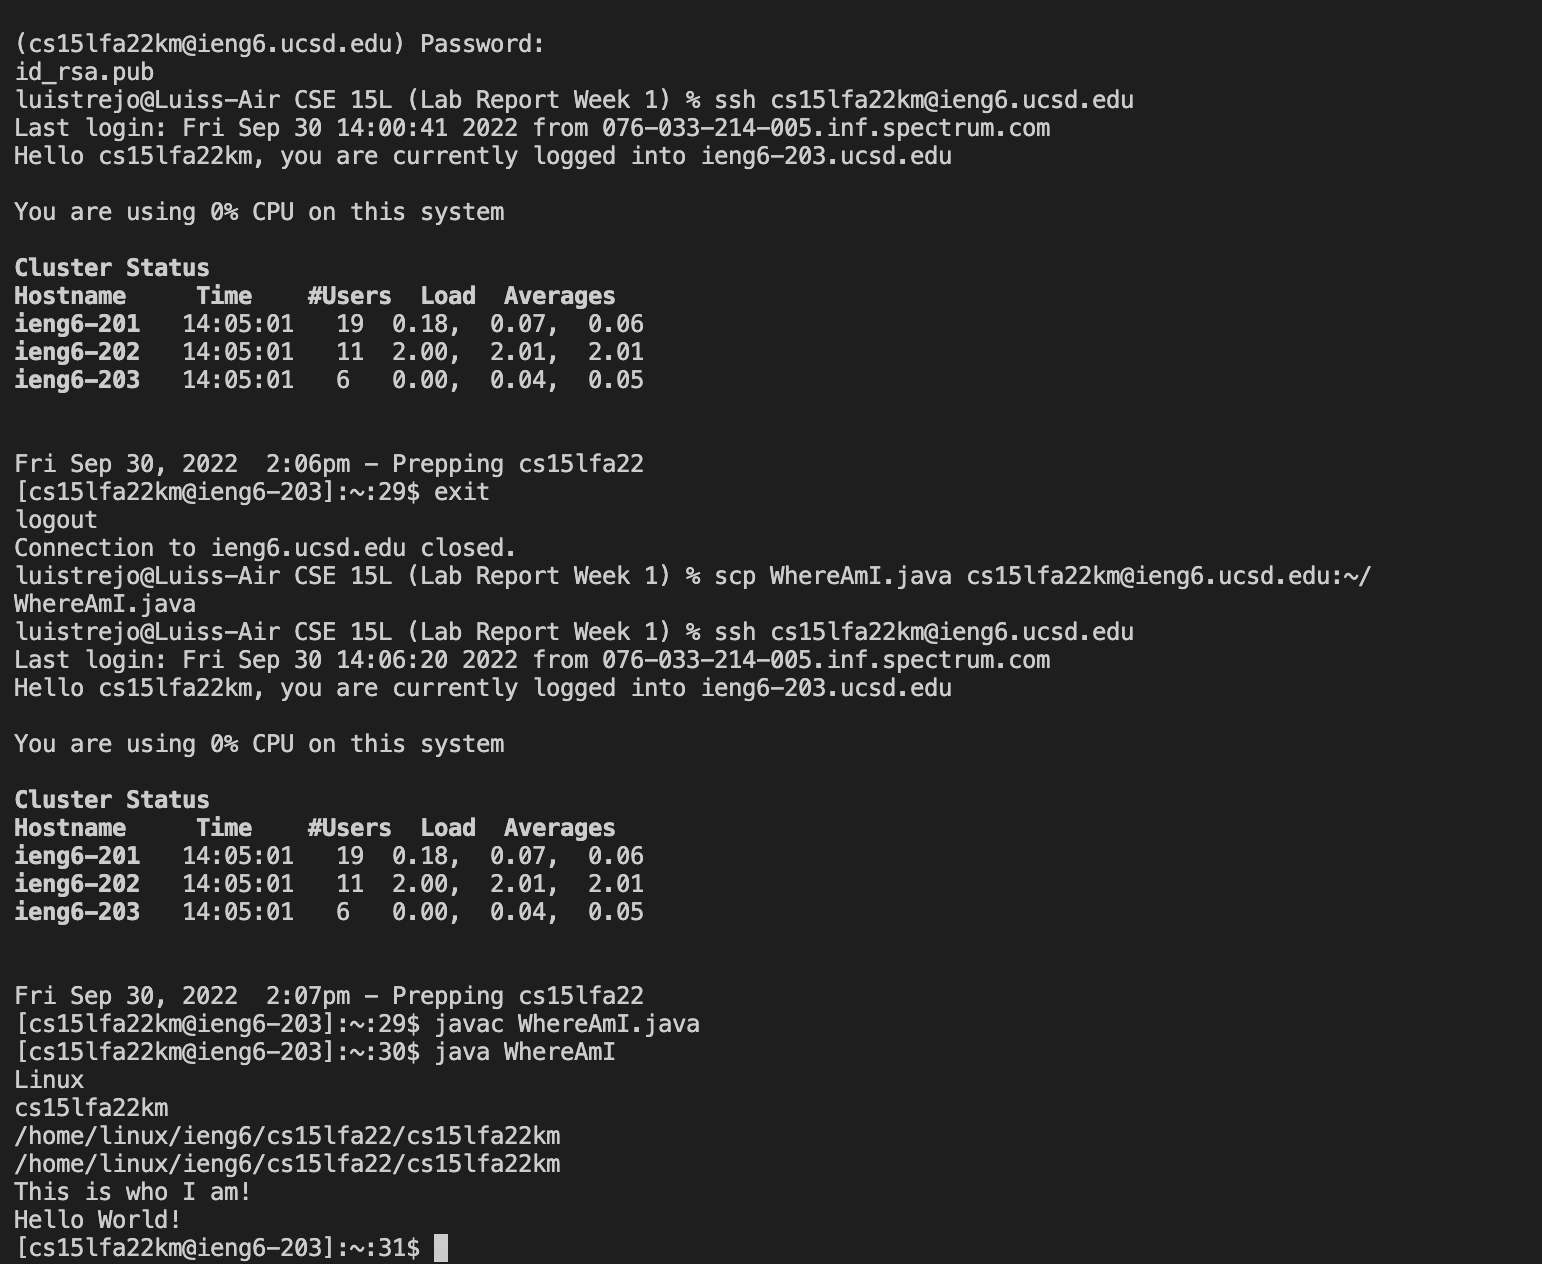 (cs15lfa22km@ieng6.ucsd.edu) Password:
id_rsa.pub
luistrejo@Luiss-Air CSE 15L (Lab Report Week 1) % ssh cs15lfa22km@ieng6.ucsd.edu
Last login: Fri Sep 30 14:00:41 2022 from 076-033-214-005.inf.spectrum.com
Hello cs15lfa22km, you are currently logged into ieng6-203.ucsd.edu
You are using 0% CPU on this system
Cluster Status
Hostname     Time    #Users  Load  Averages
ieng6-201   14:05:01   19  0.18,  0.07,  0.06
ieng6-202   14:05:01   11  2.00,  2.01,  2.01
ieng6-203   14:05:01   6   0.00,  0.04,  0.05
Fri Sep 30, 2022  2:06pm - Prepping cs15lfa22
[cs15lfa22km@ieng6-203]:~:29$ exit
logout
Connection to ieng6.ucsd.edu closed.
luistrejo@Luiss-Air CSE 15L (Lab Report Week 1) % scp WhereAmI.java cs15lfa22km@ieng6.ucsd.edu:~/
WhereAmI.java
luistrejo@Luiss-Air CSE 15L (Lab Report Week 1) % ssh cs15lfa22km@ieng6.ucsd.edu
Last login: Fri Sep 30 14:06:20 2022 from 076-033-214-005.inf.spectrum.com
Hello cs15lfa22km, you are currently logged into ieng6-203.ucsd.edu
You are using 0% CPU on this system
Cluster Status
Hostname     Time    #Users  Load  Averages
ieng6-201   14:05:01   19  0.18,  0.07,  0.06
ieng6-202   14:05:01   11  2.00,  2.01,  2.01
ieng6-203   14:05:01   6   0.00,  0.04,  0.05
Fri Sep 30, 2022  2:07pm - Prepping cs15lfa22
[cs15lfa22km@ieng6-203]:~:29$ javac WhereAmI.java
[cs15lfa22km@ieng6-203]:~:30$ java WhereAmI
Linux
cs15lfa22km
/home/linux/ieng6/cs15lfa22/cs15lfa22km
/home/linux/ieng6/cs15lfa22/cs15lfa22km
This is who I am!
Hello World!
[cs15lfa22km@ieng6-203]:~:31$